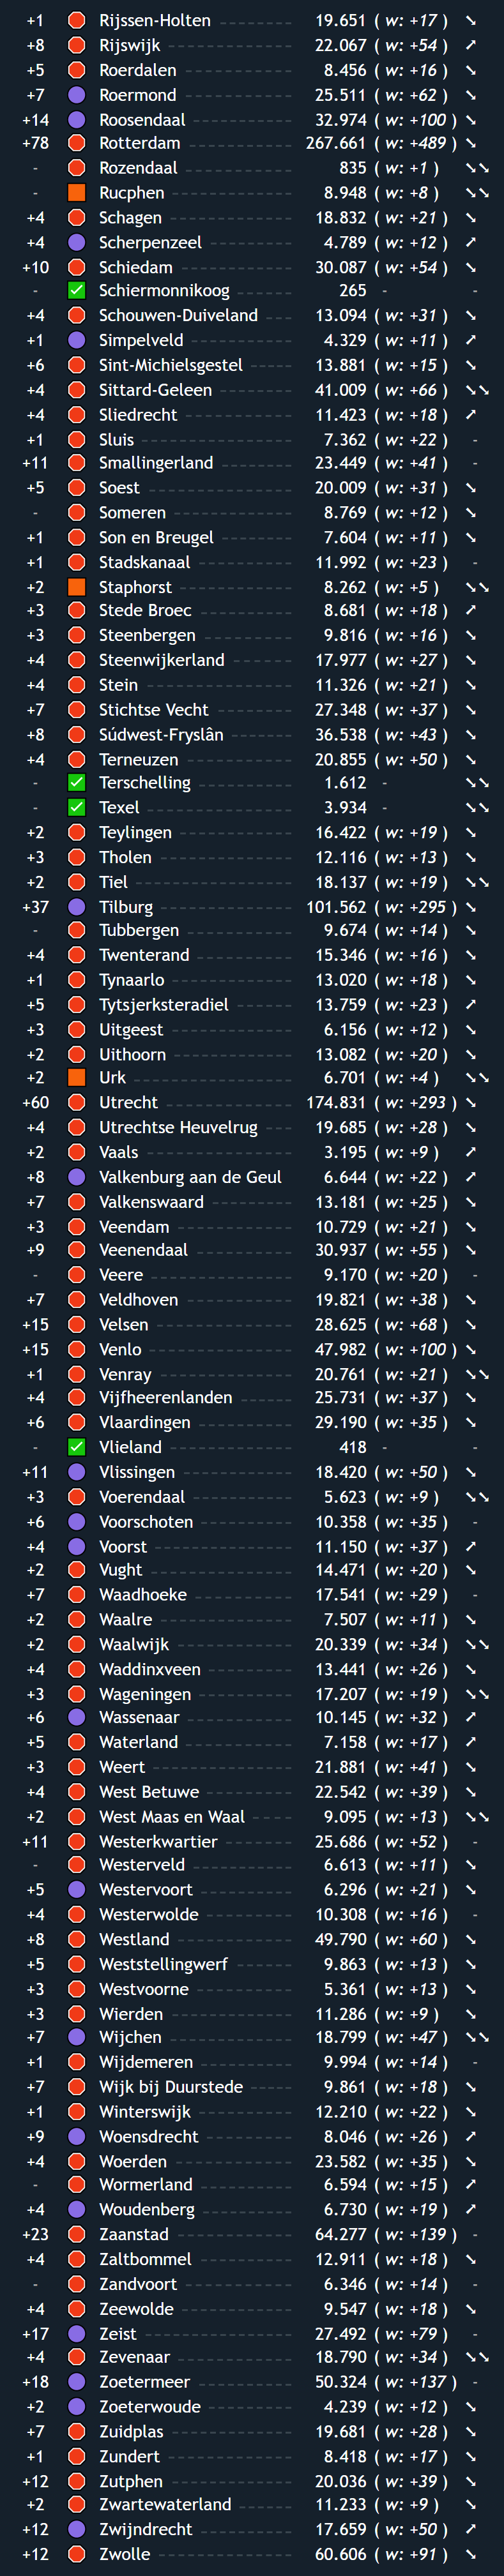 +1 Rijssen-Holten 19.651 ( w: +17 ) ↘
+8 Rijswijk 22.067 ( w: +54 ) ↗
+5 Roerdalen 8.456 ( w: +16 ) ↘
+7 Roermond 25.511 ( w: +62 ) ↘
+14 Roosendaal 32.974 ( w: +100 ) ↘
+78 Rotterdam 267.661 ( w: +489 ) ↘
- Rozendaal 835 ( w: +1 ) ↘↘
- Rucphen 8.948 ( w: +8 ) ↘↘
+4 Schagen 18.832 ( w: +21 ) ↘
+4 Scherpenzeel 4.789 ( w: +12 ) ↗
+10 Schiedam 30.087 ( w: +54 ) ↘
- Schiermonnikoog 265 - -
+4 Schouwen-Duiveland 13.094 ( w: +31 ) ↘
+1 Simpelveld 4.329 ( w: +11 ) ↗
+6 Sint-Michielsgestel 13.881 ( w: +15 ) ↘
+4 Sittard-Geleen 41.009 ( w: +66 ) ↘↘
+4 Sliedrecht 11.423 ( w: +18 ) ↗
+1 Sluis 7.362 ( w: +22 ) -
+11 Smallingerland 23.449 ( w: +41 ) -
+5 Soest 20.009 ( w: +31 ) ↘
- Someren 8.769 ( w: +12 ) ↘
+1 Son en Breugel 7.604 ( w: +11 ) ↘
+1 Stadskanaal 11.992 ( w: +23 ) -
+2 Staphorst 8.262 ( w: +5 ) ↘↘
+3 Stede Broec 8.681 ( w: +18 ) ↗
+3 Steenbergen 9.816 ( w: +16 ) ↘
+4 Steenwijkerland 17.977 ( w: +27 ) ↘
+4 Stein 11.326 ( w: +21 ) ↘
+7 Stichtse Vecht 27.348 ( w: +37 ) ↘
+8 Súdwest-Fryslân 36.538 ( w: +43 ) ↘
+4 Terneuzen 20.855 ( w: +50 ) ↘
- Terschelling 1.612 - ↘↘
- Texel 3.934 - ↘↘
+2 Teylingen 16.422 ( w: +19 ) ↘
+3 Tholen 12.116 ( w: +13 ) ↘
+2 Tiel 18.137 ( w: +19 ) ↘↘
+37 Tilburg 101.562 ( w: +295 ) ↘
- Tubbergen 9.674 ( w: +14 ) ↘
+4 Twenterand 15.346 ( w: +16 ) ↘
+1 Tynaarlo 13.020 ( w: +18 ) ↘
+5 Tytsjerksteradiel 13.759 ( w: +23 ) ↗
+3 Uitgeest 6.156 ( w: +12 ) ↘
+2 Uithoorn 13.082 ( w: +20 ) ↘
+2 Urk 6.701 ( w: +4 ) ↘↘
+60 Utrecht 174.831 ( w: +293 ) ↘
+4 Utrechtse Heuvelrug 19.685 ( w: +28 ) ↘
+2 Vaals 3.195 ( w: +9 ) ↗
+8 Valkenburg aan de Geul 6.644 ( w: +22 ) ↗
+7 Valkenswaard 13.181 ( w: +25 ) ↘
+3 Veendam 10.729 ( w: +21 ) ↘
+9 Veenendaal 30.937 ( w: +55 ) ↘
- Veere 9.170 ( w: +20 ) -
+7 Veldhoven 19.821 ( w: +38 ) ↘
+15 Velsen 28.625 ( w: +68 ) ↘
+15 Venlo 47.982 ( w: +100 ) ↘
+1 Venray 20.761 ( w: +21 ) ↘↘
+4 Vijfheerenlanden 25.731 ( w: +37 ) ↘
+6 Vlaardingen 29.190 ( w: +35 ) ↘
- Vlieland 418 - -
+11 Vlissingen 18.420 ( w: +50 ) ↘
+3 Voerendaal 5.623 ( w: +9 ) ↘↘
+6 Voorschoten 10.358 ( w: +35 ) -
+4 Voorst 11.150 ( w: +37 ) ↗
+2 Vught 14.471 ( w: +20 ) ↘
+7 Waadhoeke 17.541 ( w: +29 ) -
+2 Waalre 7.507 ( w: +11 ) ↘
+2 Waalwijk 20.339 ( w: +34 ) ↘↘
+4 Waddinxveen 13.441 ( w: +26 ) ↘
+3 Wageningen 17.207 ( w: +19 ) ↘↘
+6 Wassenaar 10.145 ( w: +32 ) ↗
+5 Waterland 7.158 ( w: +17 ) ↗
+3 Weert 21.881 ( w: +41 ) ↘
+4 West Betuwe 22.542 ( w: +39 ) ↘
+2 West Maas en Waal 9.095 ( w: +13 ) ↘↘
+11 Westerkwartier 25.686 ( w: +52 ) -
- Westerveld 6.613 ( w: +11 ) ↘
+5 Westervoort 6.296 ( w: +21 ) ↘
+4 Westerwolde 10.308 ( w: +16 ) -
+8 Westland 49.790 ( w: +60 ) ↘
+5 Weststellingwerf 9.863 ( w: +13 ) ↘
+3 Westvoorne 5.361 ( w: +13 ) ↘
+3 Wierden 11.286 ( w: +9 ) ↘
+7 Wijchen 18.799 ( w: +47 ) ↘↘
+1 Wijdemeren 9.994 ( w: +14 ) -
+7 Wijk bij Duurstede 9.861 ( w: +18 ) ↘
+1 Winterswijk 12.210 ( w: +22 ) ↘
+9 Woensdrecht 8.046 ( w: +26 ) ↗
+4 Woerden 23.582 ( w: +35 ) ↘
- Wormerland 6.594 ( w: +15 ) ↗
+4 Woudenberg 6.730 ( w: +19 ) ↗
+23 Zaanstad 64.277 ( w: +139 ) -
+4 Zaltbommel 12.911 ( w: +18 ) ↘
- Zandvoort 6.346 ( w: +14 ) -
+4 Zeewolde 9.547 ( w: +18 ) ↘
+17 Zeist 27.492 ( w: +79 ) -
+4 Zevenaar 18.790 ( w: +34 ) ↘↘
+18 Zoetermeer 50.324 ( w: +137 ) -
+2 Zoeterwoude 4.239 ( w: +12 ) ↘
+7 Zuidplas 19.681 ( w: +28 ) ↘
+1 Zundert 8.418 ( w: +17 ) ↘
+12 Zutphen 20.036 ( w: +39 ) ↘
+2 Zwartewaterland 11.233 ( w: +9 ) ↘
+12 Zwijndrecht 17.659 ( w: +50 ) ↗
+12 Zwolle 60.606 ( w: +91 ) ↘